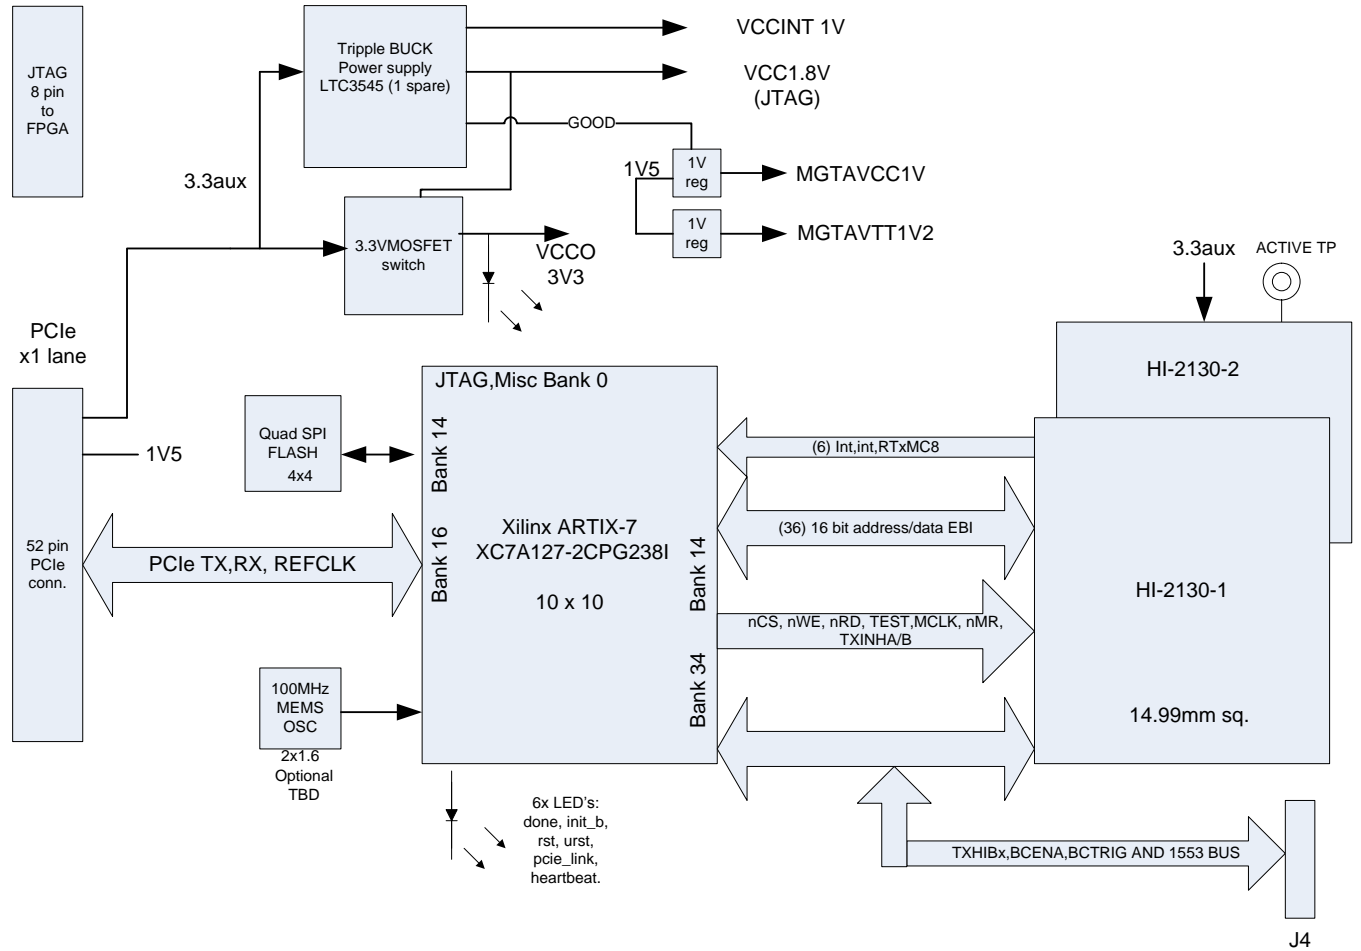 JTAG
8 pin
to
FPGA
Tripple BUCK
Power supply
LTC3545 (1 spare)
VCCINT 1V
VCC1.8V
(JTAG)
GOOD
3.3aux
1V5
1V
reg
MGTAVCC1V
1V
reg
MGTAVTT1V2
3.3VMOSFET
switch
VCCO
3V3
3.3aux
ACTIVE TP
PCIe
x1 lane
1V5
52 pin
PCIe
conn.
Quad SPI
FLASH
4x4
PCIe TX,RX, REFCLK
100MHz
MEMS
OSC
2x1.6
Optional
TBD
JTAG,Misc Bank 0
Bank 14
Bank 16
Xilinx ARTIX-7
XC7A127-2CPG238I
10 x 10
Bank 14
Bank 34
6x LED's:
done, init_b,
rst, urst,
pcie_link,
heartbeat.
(6) Int,int,RTxMC8
(36) 16 bit address/data EBI
nCS, nWE, nRD, TEST,MCLK, nMR,
TXINHA/B
HI-2130-2
HI-2130-1
14.99mm sq.
TXHIBx,BCENA,BCTRIG AND 1553 BUS
J4